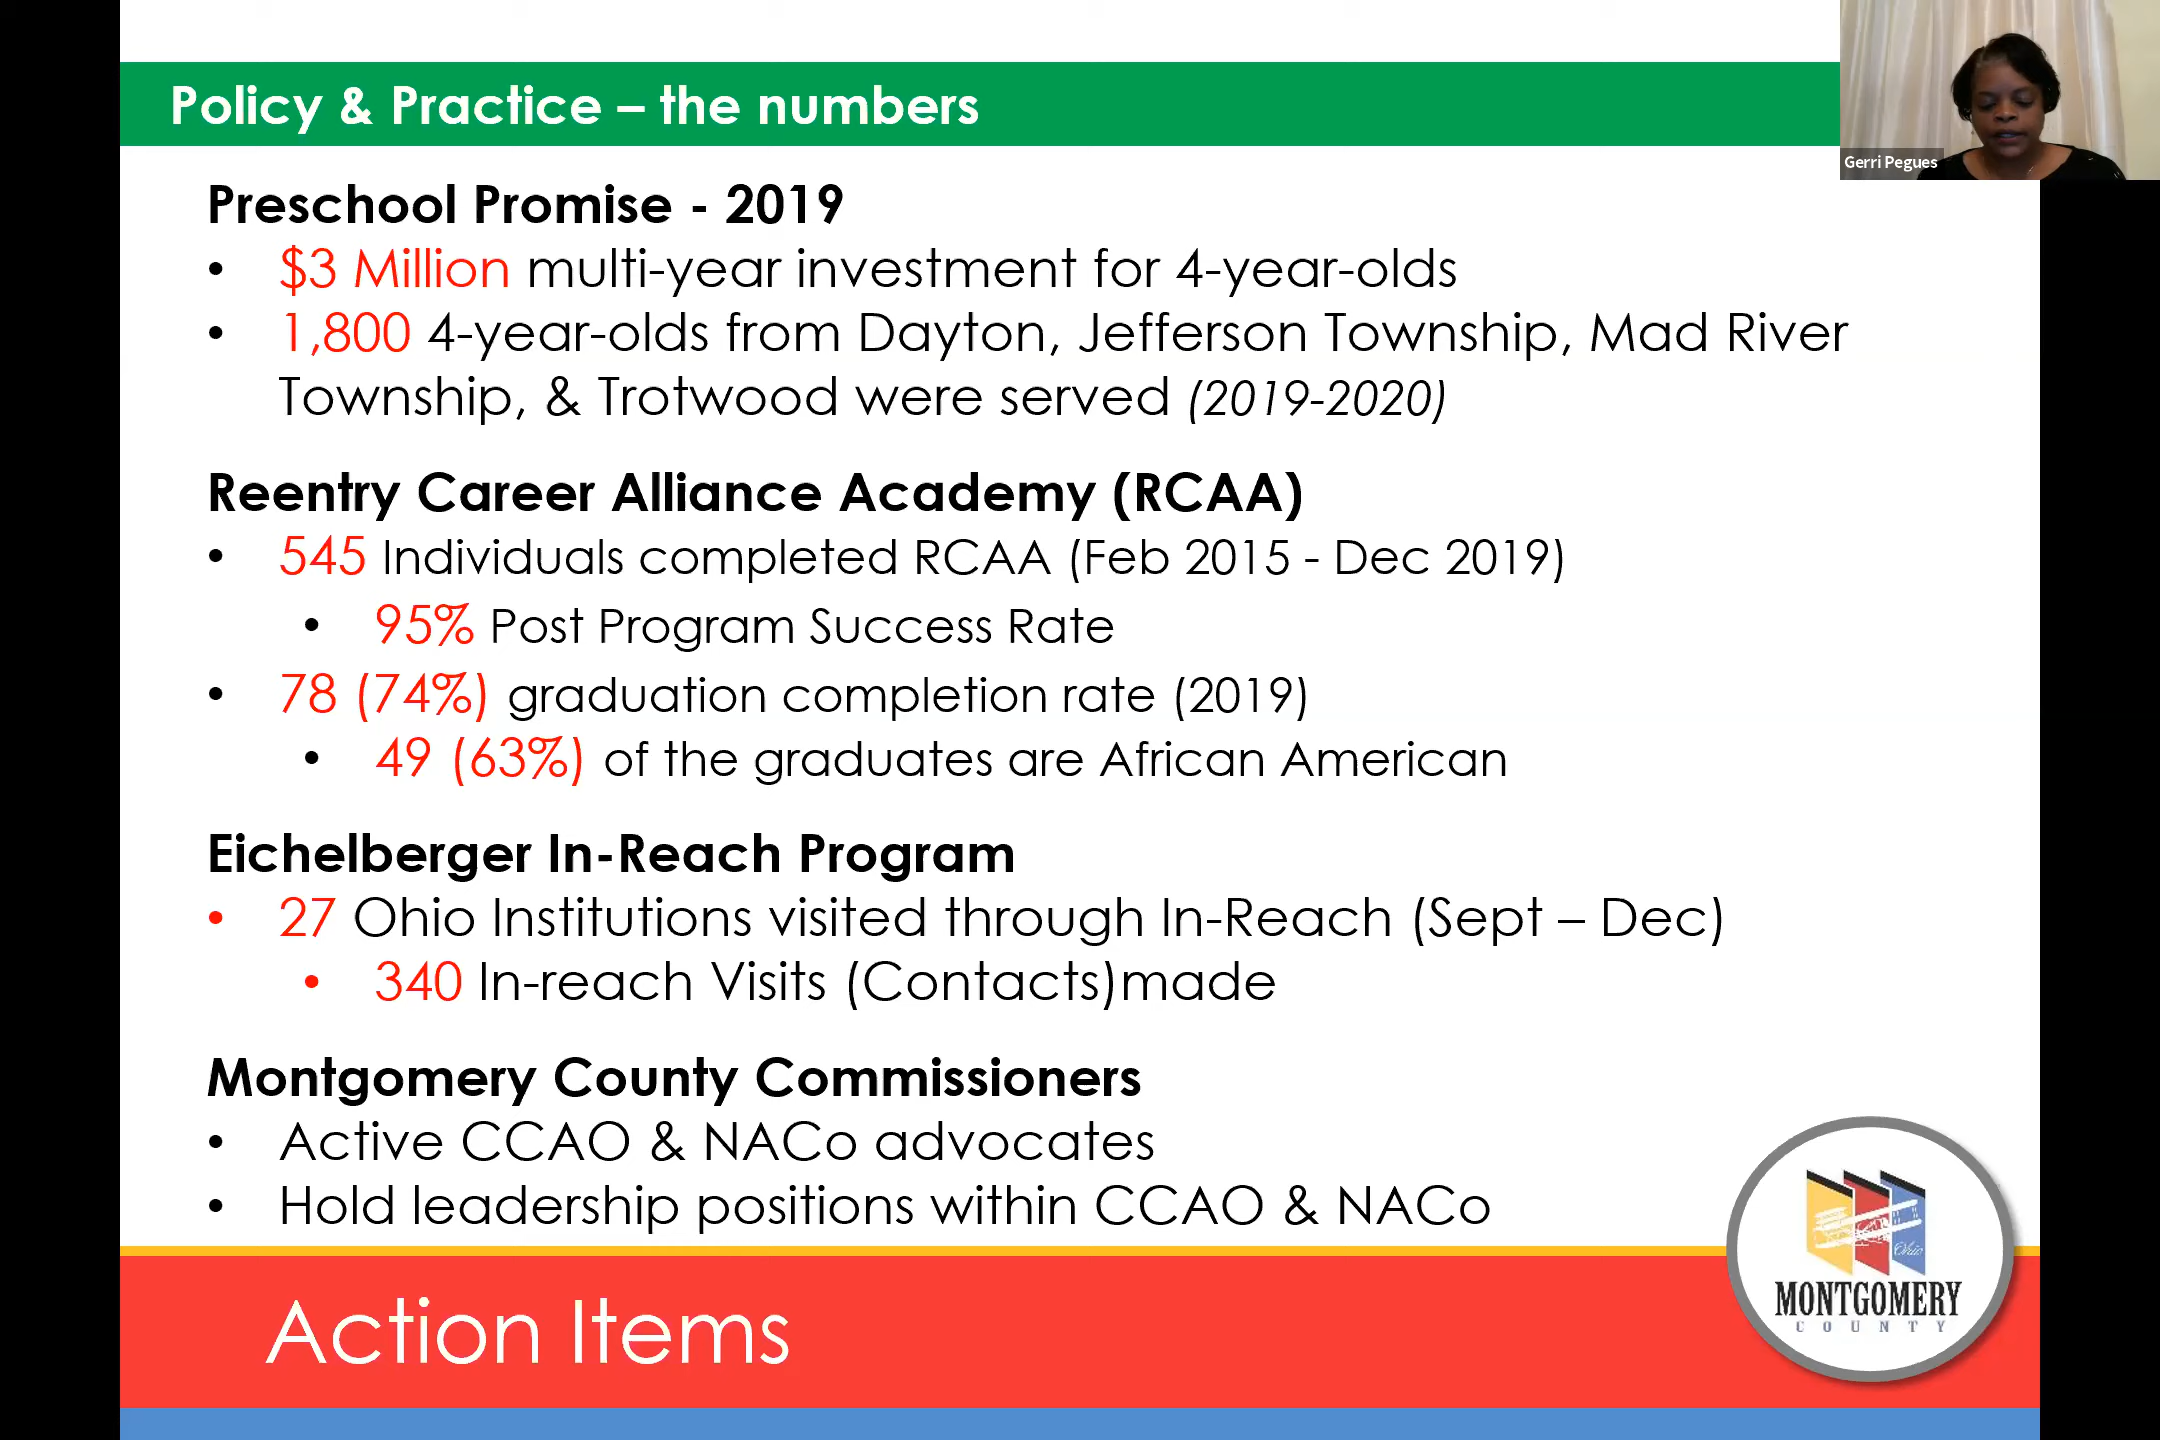 Policy & Practice – the numbers
Gerri Pegues
Preschool Promise - 2019
• $3 Million multi-year investment for 4-year-olds
• 1,800 4-year-olds from Dayton, Jefferson Township, Mad River
Township, & Trotwood were served (2019-2020)
Reentry Career Alliance Academy (RCAA)
• 545 Individuals completed RCAA (Feb 2015 - Dec 2019)
• 95% Post Program Success Rate
• 78 (74%) graduation completion rate (2019)
• 49 (63%) of the graduates are African American
Eichelberger In-Reach Program
• 27 Ohio Institutions visited through In-Reach (Sept – Dec)
• 340 In-reach Visits (Contacts)made
Montgomery County Commissioners
• Active CCAO & NACo advocates
• Hold leadership positions within CCAO & NACo
Action Items
Ohio
MONTGOMERY
COUNTY